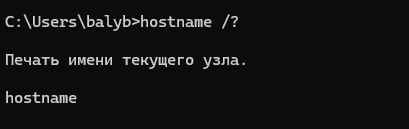 C:\Users\balyb>hostname /?
Печать имени текущего узла.
hostname